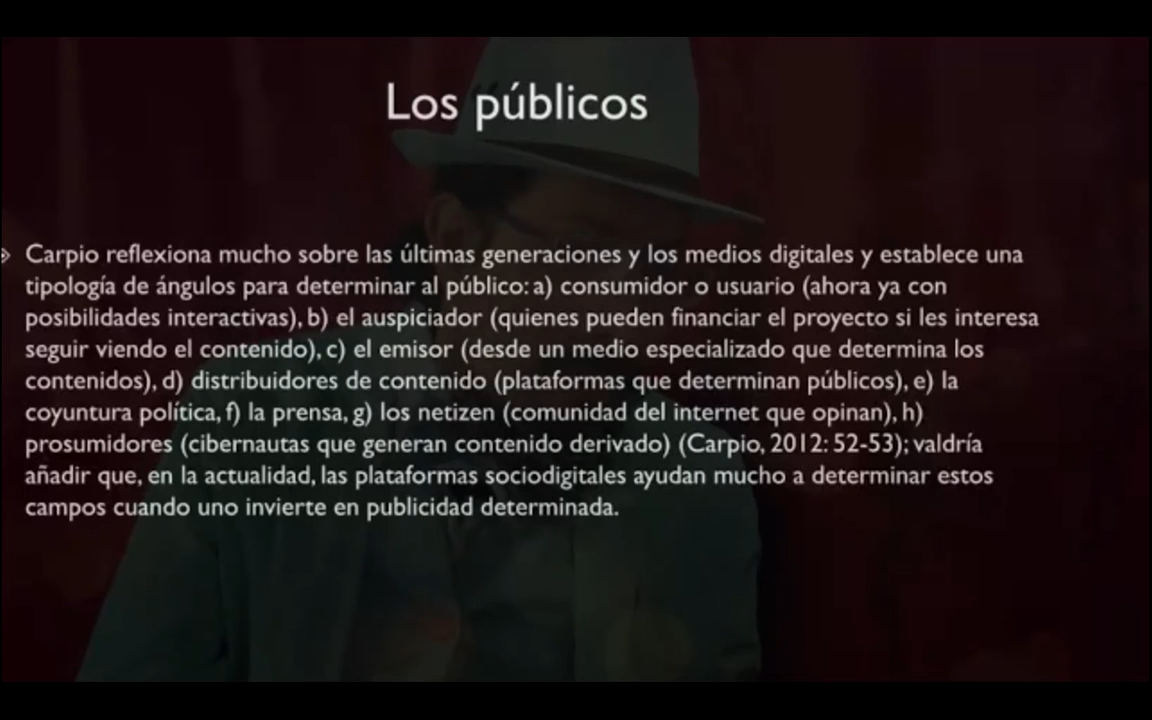 Los públicos
Carpio reflexiona mucho sobre las últimas generaciones y los medios digitales y establece una
tipología de ángulos para determinar al público: a) consumidor o usuario (ahora ya con
posibilidades interactivas), b) el auspiciador (quienes pueden financiar el proyecto si les interesa
seguir viendo el contenido), c) el emisor (desde un medio especializado que determina los
contenidos), d) distribuidores de contenido (plataformas que determinan públicos), e) la
coyuntura política, f) la prensa, g) los netizen (comunidad del internet que opinan), h)
prosumidores (cibernautas que generan contenido derivado) (Carpio, 2012: 52-53); valdría
añadir que, en la actualidad, las plataformas sociodigitales ayudan mucho a determinar estos
campos cuando uno invierte en publicidad determinada.